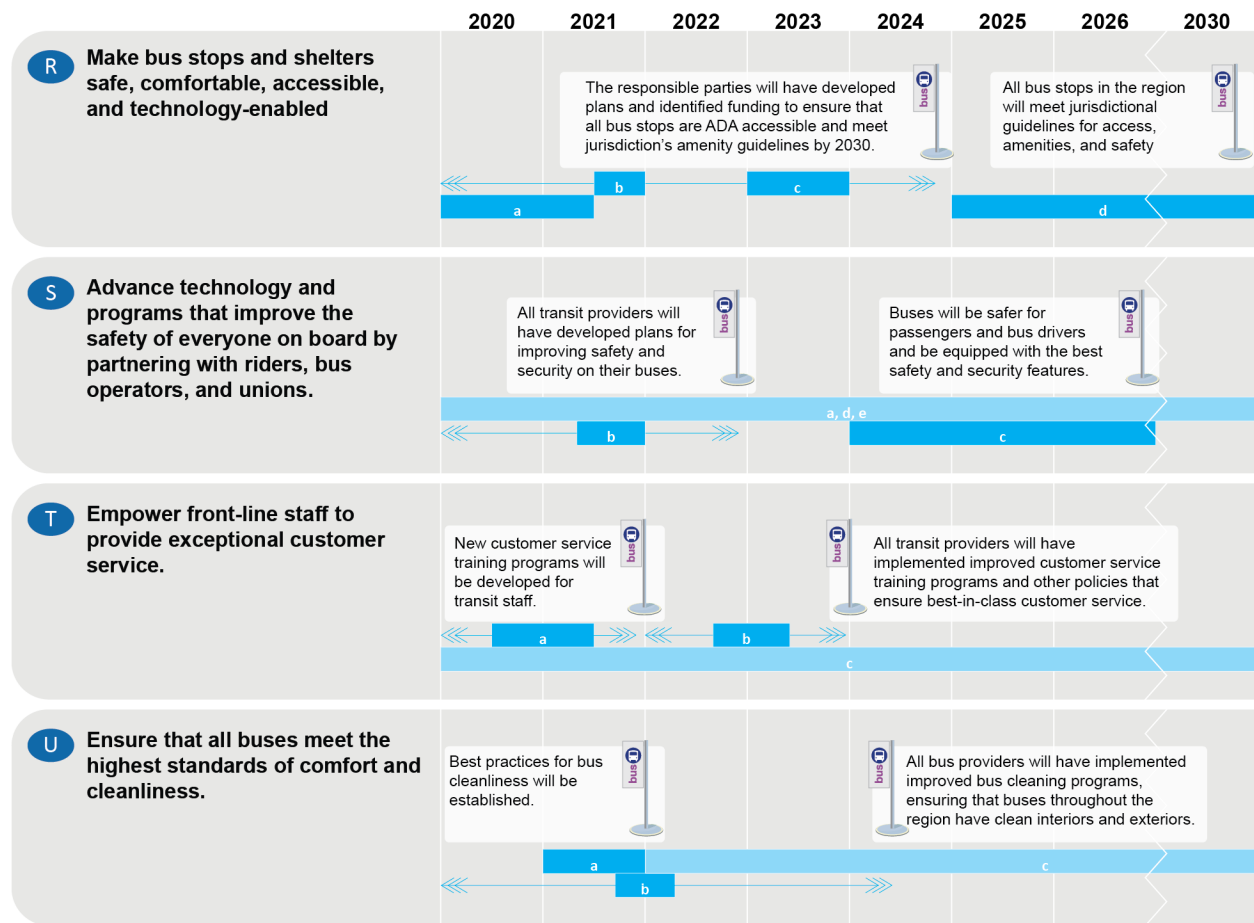 2020 2021 2022 2023 2024 2025 2026 2030
R
Make bus stops and shelters
safe, comfortable, accessible,
and technology-enabled
The responsible parties will have developed
plans and identified funding to ensure that
all bus stops are ADA accessible and meet
jurisdiction's amenity guidelines by 2030.
bus
All bus stops in the region
will meet jurisdictional
guidelines for access,
amenities, and safety
bus
b
c
a
d
S
Advance technology and
programs that improve the
safety of everyone on board by
partnering with riders, bus
operators, and unions.
All transit providers will
have developed plans for
improving safety and
security on their buses.
bus
Buses will be safer for
passengers and bus drivers
and be equipped with the best
safety and security features.
bus
a, d, e
b
c
T
Empower front-line staff to
provide exceptional customer
service.
New customer service
training programs will
be developed for
transit staff.
bus
bus
All transit providers will have
implemented improved customer service
training programs and other policies that
ensure best-in-class customer service.
a
b
c
U
Ensure that all buses meet the
highest standards of comfort and
cleanliness.
Best practices for bus
cleanliness will be
established.
bus
bus
All bus providers will have implemented
improved bus cleaning programs,
ensuring that buses throughout the
region have clean interiors and exteriors.
a
c
b